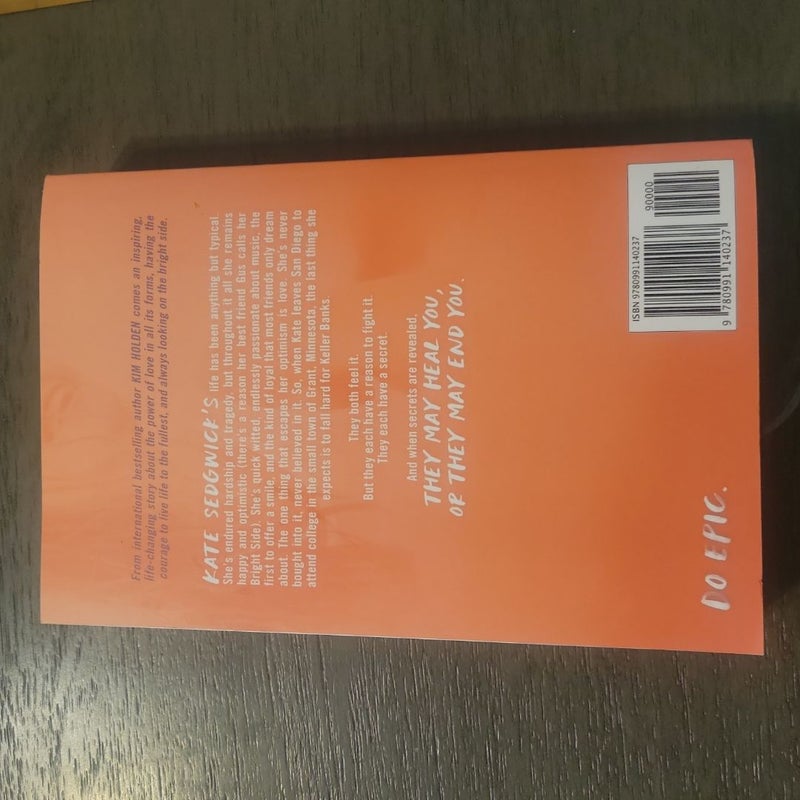 From international bestselling author KIM HOLDEN comes an inspiring,
life-changing story about the power of love in all its forms, having the
courage to live life to the fullest, and always looking on the bright side.
KATE SEDGWICK'S life has been anything but typical.
She's endured hardship and tragedy, but throughout it all she remains
happy and optimistic (there's a reason her best friend Gus calls her
Bright Side). She's quick witted, endlessly passionate about music, the
first to offer a smile, and the kind of loyal that most friends only dream
about. The one thing that escapes her optimism is love. She's never
bought into it, never believed in it. So, when Kate leaves San Diego to
attend college in the small town of Grant, Minnesota, the last thing she
expects is to fall hard for Keller Banks
They both feel it.
But they each have a reason to fight it.
They each have a secret.
And when secrets are revealed,
THEY MAY HEAL YOU,
OR THEY MAY END YOU.
DO EPIC.
ISBN 9780991140237
90000
9 780991 140237